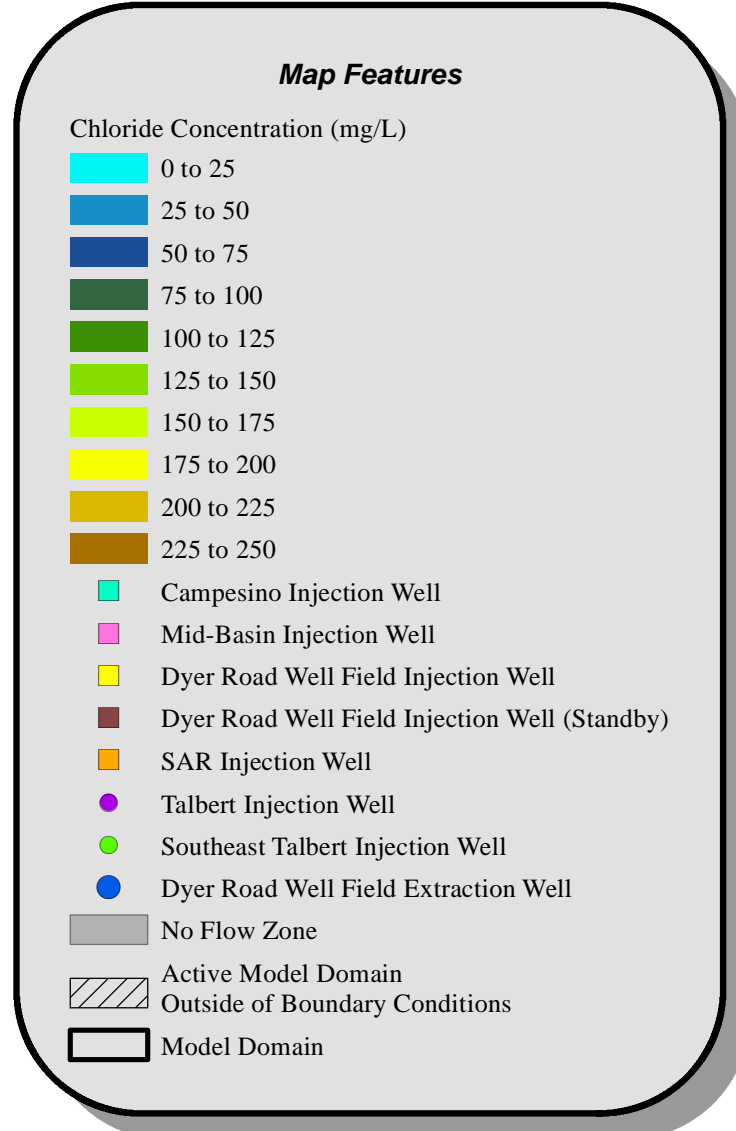 Map Features
Chloride Concentration (mg/L)
0 to 25
25 to 50
50 to 75
75 to 100
100 to 125
125 to 150
150 to 175
175 to 200
200 to 225
225 to 250
Campesino Injection Well
Mid-Basin Injection Well
Dyer Road Well Field Injection Well
Dyer Road Well Field Injection Well (Standby)
SAR Injection Well
Talbert Injection Well
Southeast Talbert Injection Well
Dyer Road Well Field Extraction Well
No Flow Zone
Active Model Domain
Outside of Boundary Conditions
Model Domain